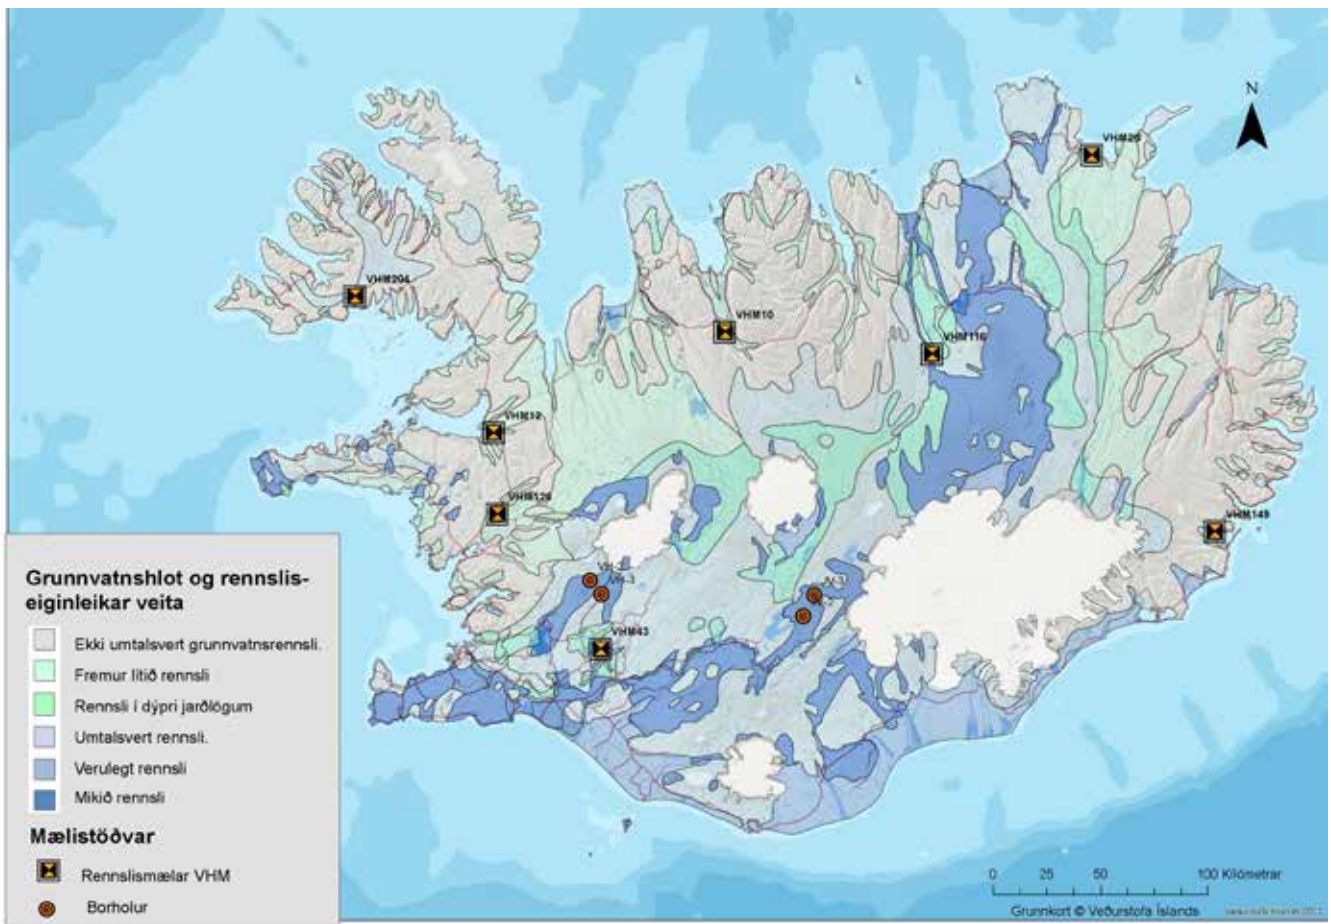 N
VHM26
VHM204
VHM10
VHM116
VHM12
VHM128
VHM149
VHM43
Grunnvatnshlot og rennslis-
eiginleikar veita
Ekki umtalsvert grunnvatnsrennsli.
Fremur lítið rennsli
Rennsli í dýpri jarðlögum
Umtalsvert rennsli.
Verulegt rennsli
Mikið rennsli
Mælistöðvar
Rennslismælar VHM
Borholur
0 25 50 100 Kílómetrar
Grunnkort © Veðurstofa Íslands